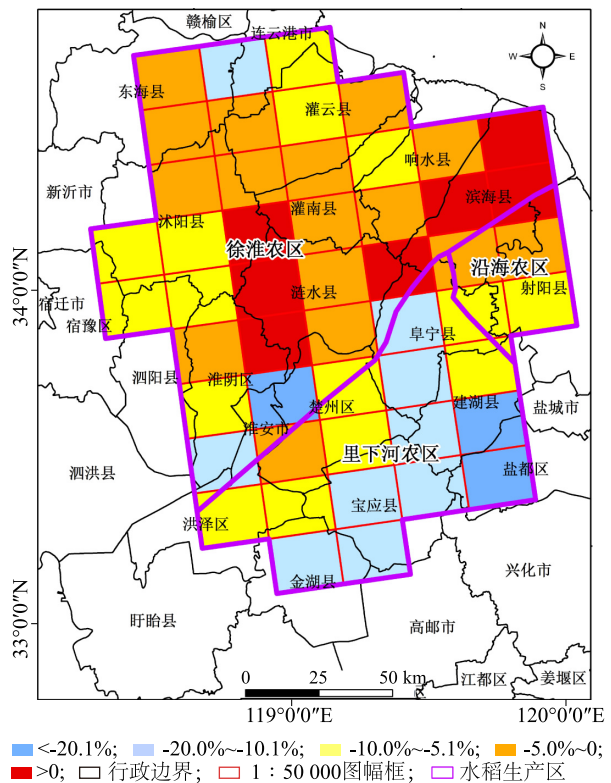 赣榆区
连云港市
N
W E
S
东海县
灌云县
响水县
新沂市
滨海县
沭阳县
灌南县
徐淮农区
沿海农区
34°0′0″N
宿迁市
涟水县
射阳县
宿豫区
阜宁县
泗阳县
淮阴区
楚州区
建湖县
盐城市
淮安市
里下河农区
泗洪县
盐都区
宝应县
洪泽区
兴化市
金湖县
33°0′0″N
盱眙县
高邮市
0 25 50 km
江都区
姜堰区
119°0′0″E
120°0′0″E
<-20.1%; -20.0%~-10.1%; -10.0%~-5.1%; -5.0%~0;
>0; 行政边界; 1∶50 000图幅框; 水稻生产区